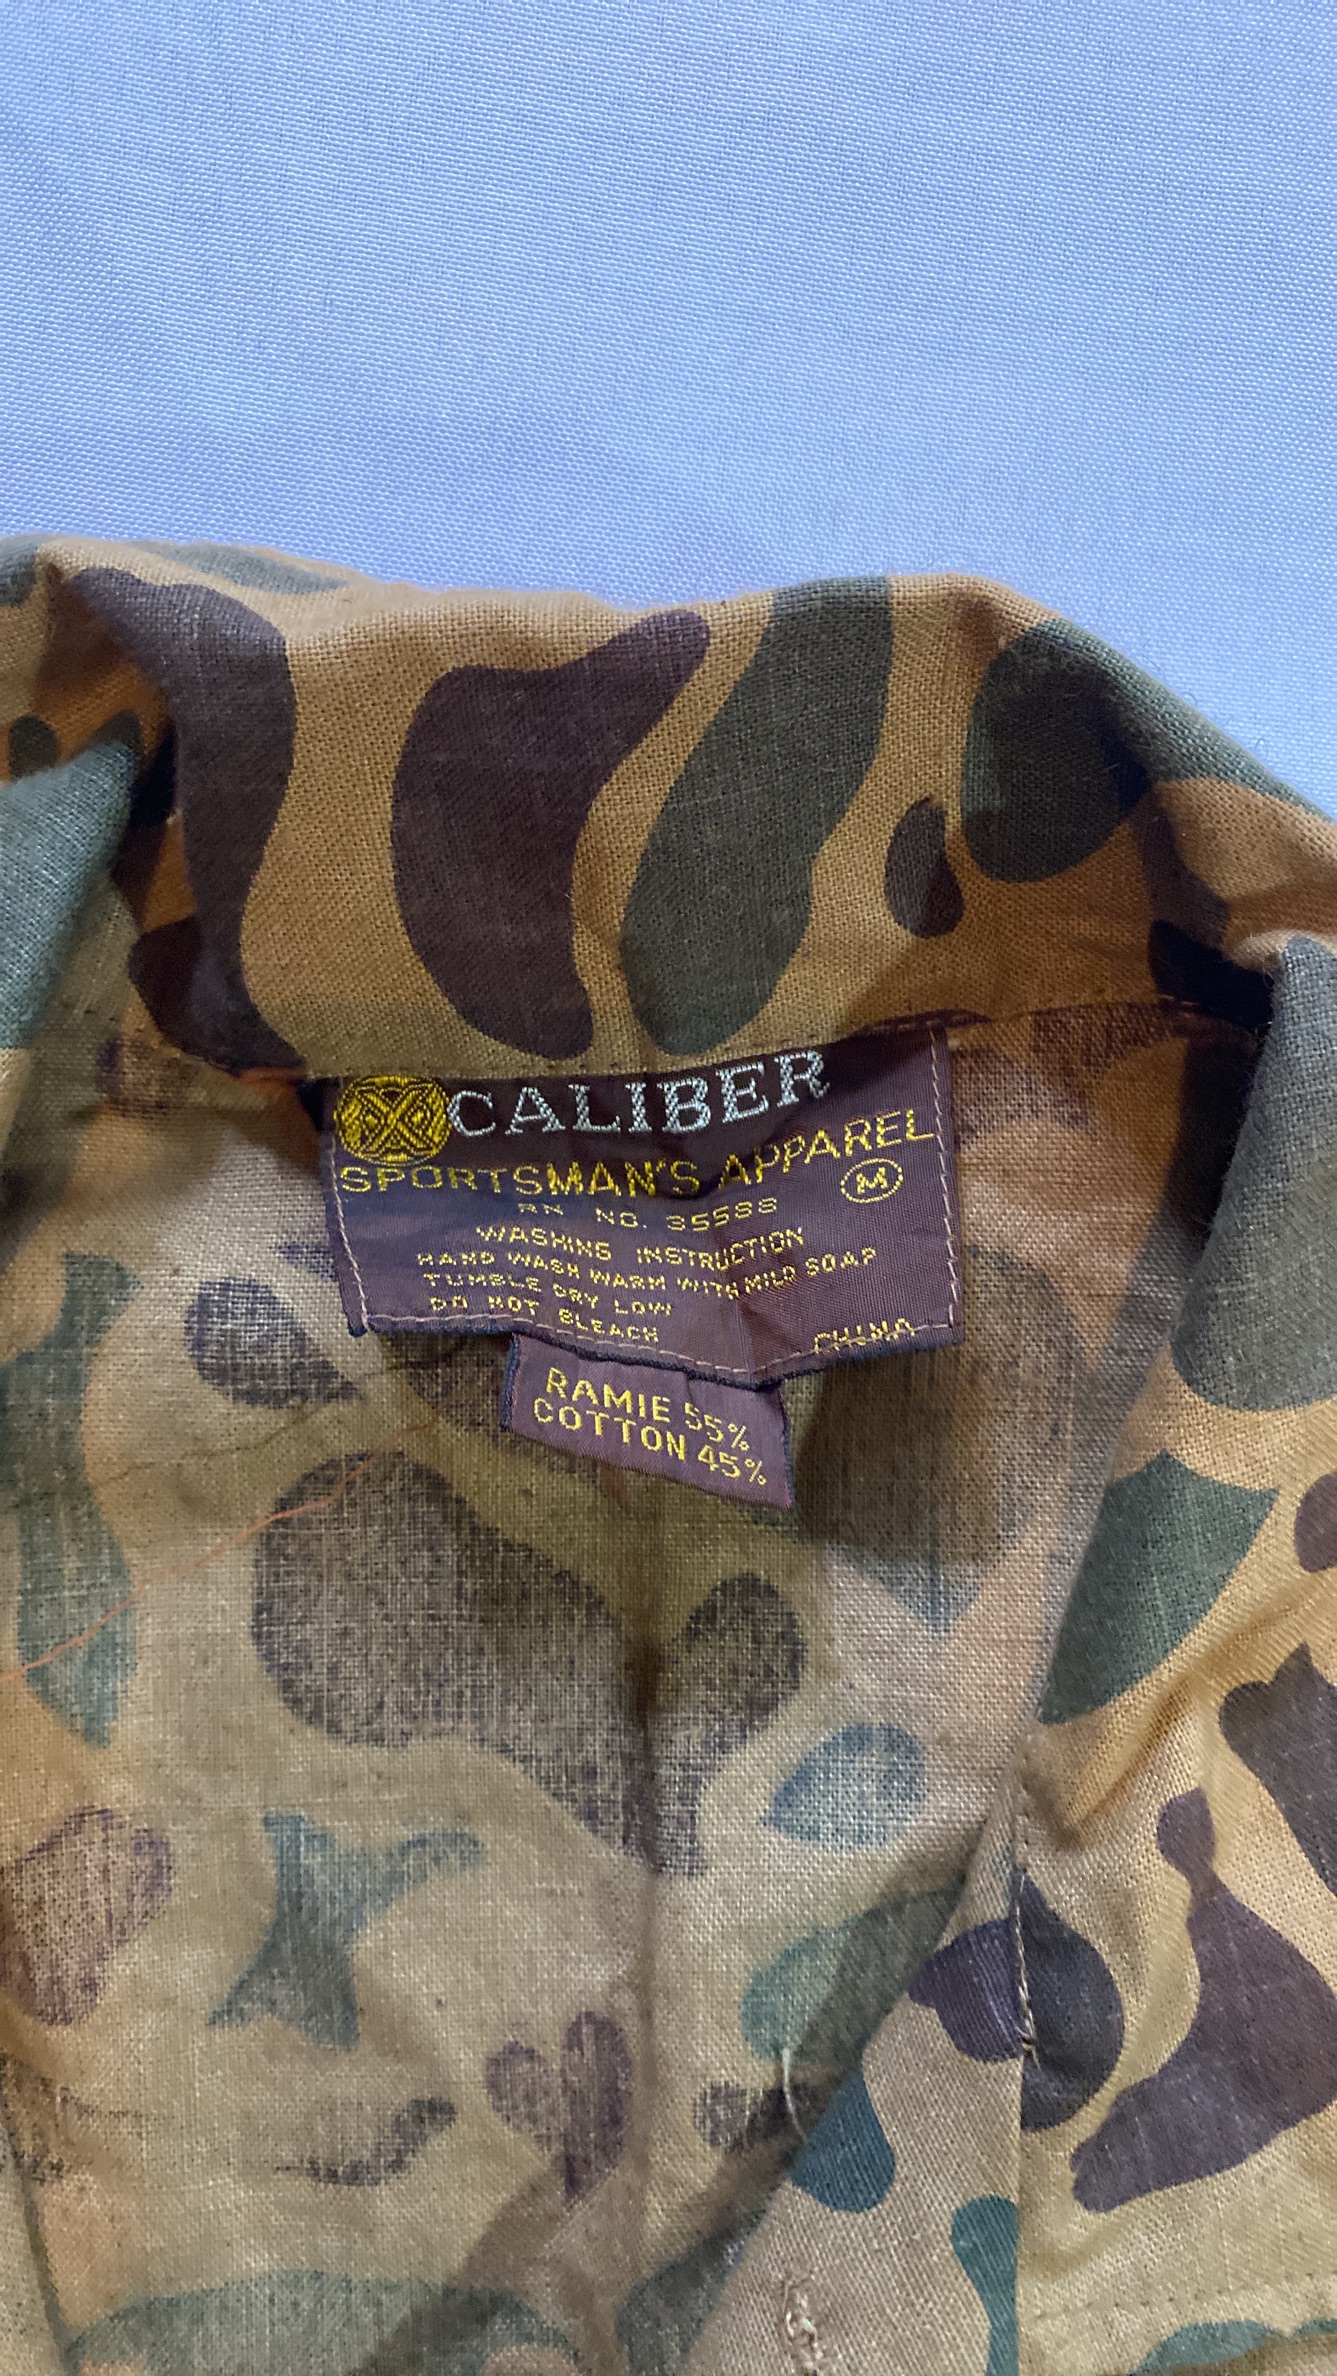 CALIBER
SPORTSMAN'S APPAREL
M
RN NO. 35588
WASHING INSTRUCTION
HAND WASH WARM WITH MILD SOAP
TUMBLE DRY LOW
DO NOT BLEACH
CHINA
RAMIE 55%
COTTON 45%